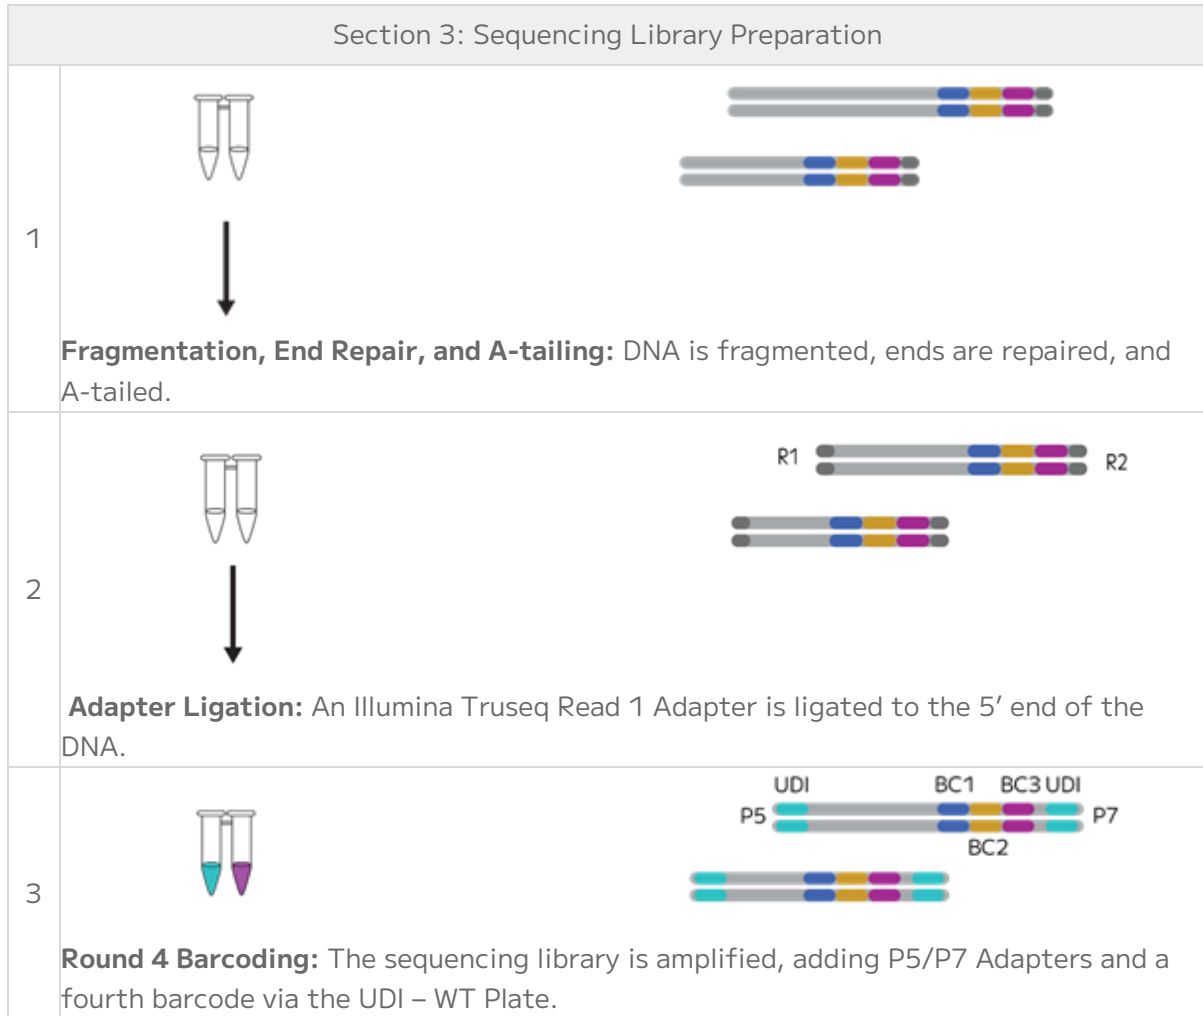 Section 3: Sequencing Library Preparation
1
Fragmentation, End Repair, and A-tailing: DNA is fragmented, ends are repaired, and
A-tailed.
R1
R2
2
Adapter Ligation: An Illumina Truseq Read 1 Adapter is ligated to the 5′ end of the
DNA.
UDI BC1 BC3 UDI
P5 P7
BC2
3
Round 4 Barcoding: The sequencing library is amplified, adding P5/P7 Adapters and a
fourth barcode via the UDI – WT Plate.